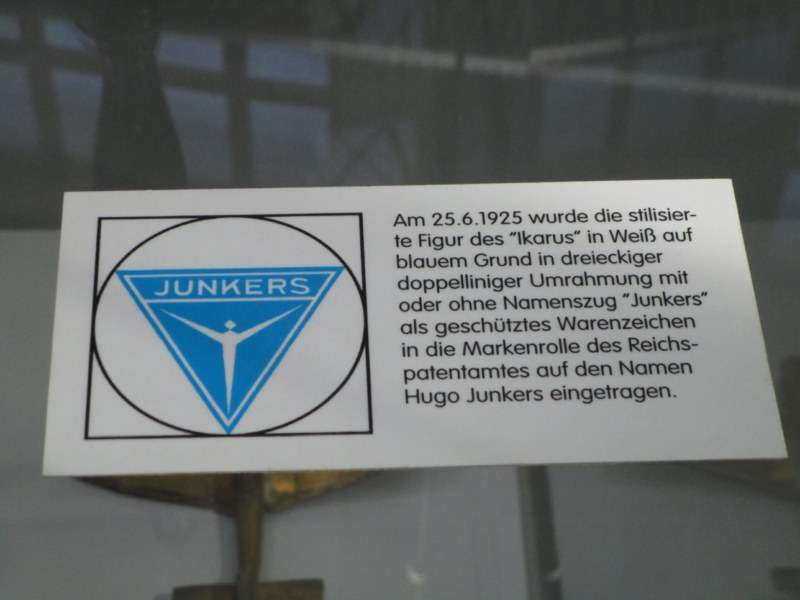 JUNKERS
Am 25.6.1925 wurde die stilisier-
te Figur des "Ikarus" in Weiß auf
blauem Grund in dreieckiger
doppelliniger Umrahmung mit
oder ohne Namenszug "Junkers"
als geschütztes Warenzeichen
in die Markenrolle des Reichs-
patentamtes auf den Namen
Hugo Junkers eingetragen.